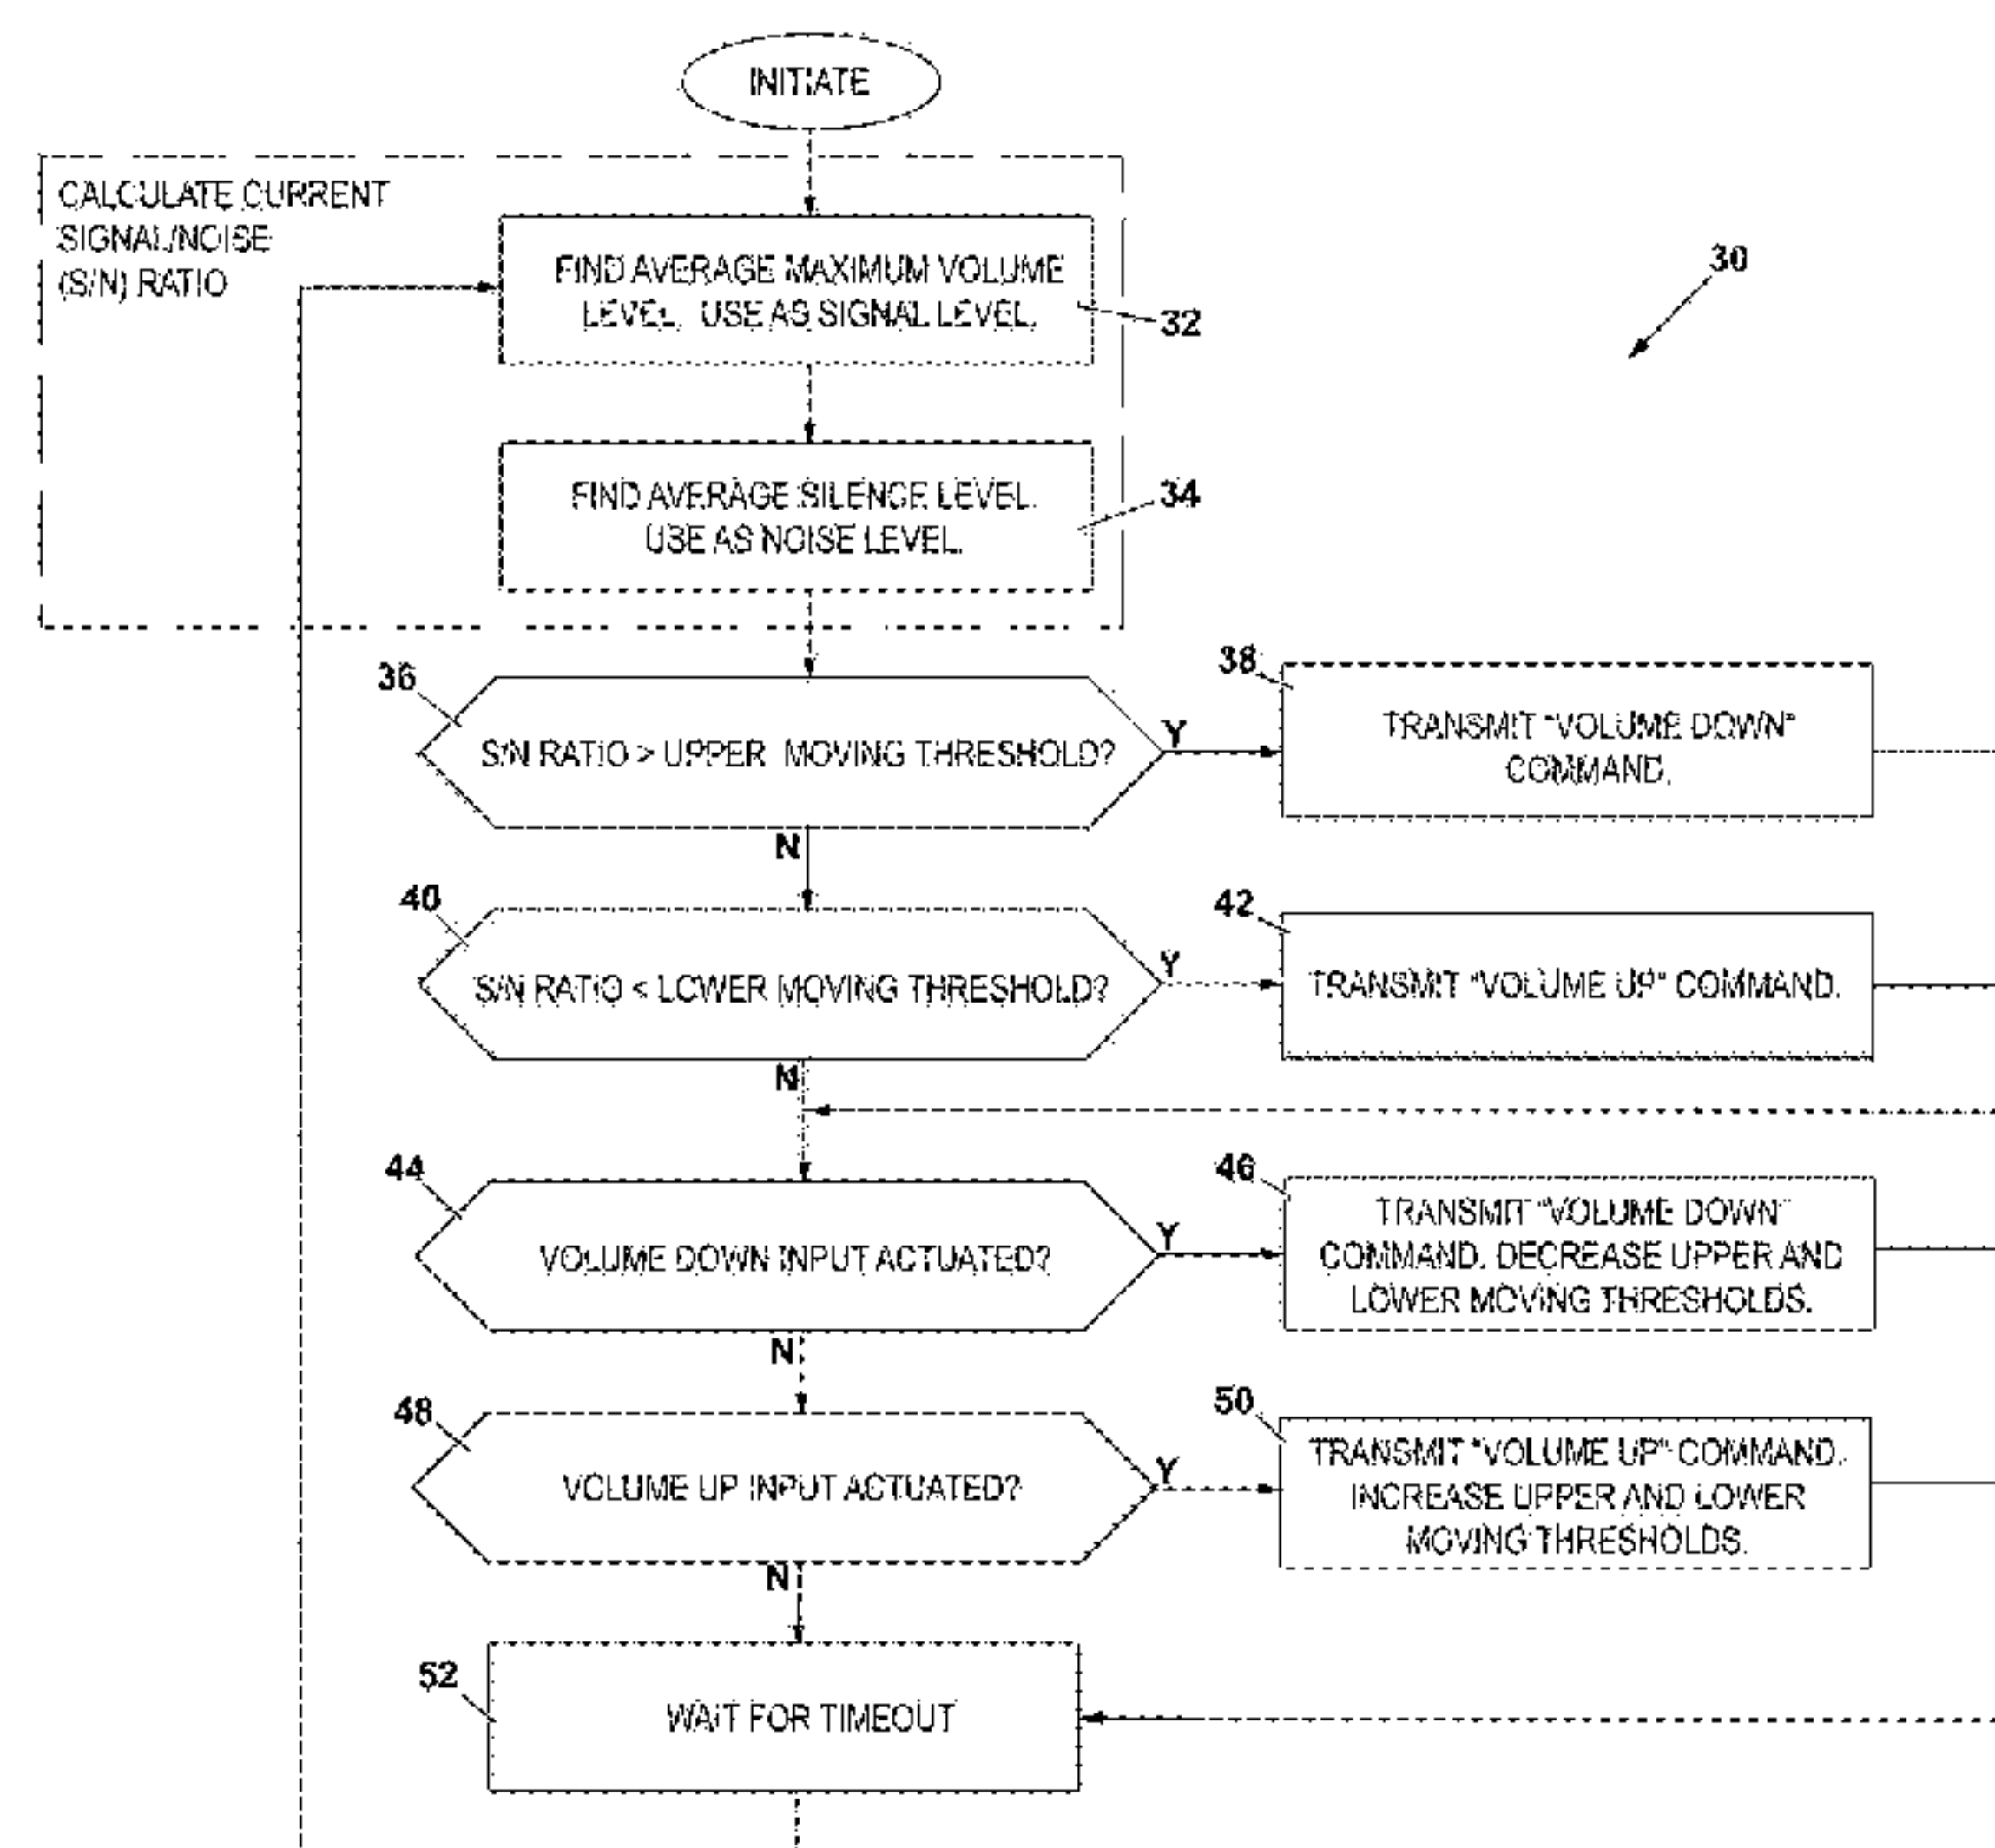 INITIATE
CALCULATE CURRENT
SIGNAL/NOISE
(S/N) RATIO
FIND AVERAGE MAXIMUM VOLUME
LEVEL. USE AS SIGNAL LEVEL.
30
32
FIND AVERAGE SILENCE LEVEL.
USE AS NOISE LEVEL.
34
36
S/N RATIO > UPPER MOVING THRESHOLD?
Y
N
38
TRANSMIT "VOLUME DOWN"
COMMAND.
40
S/N RATIO < LOWER MOVING THRESHOLD?
Y
N
42
TRANSMIT "VOLUME UP" COMMAND.
44
VOLUME DOWN INPUT ACTUATED?
Y
N
46
TRANSMIT "VOLUME DOWN"
COMMAND. DECREASE UPPER AND
LOWER MOVING THRESHOLDS.
48
VOLUME UP INPUT ACTUATED?
Y
N
50
TRANSMIT "VOLUME UP" COMMAND.
INCREASE UPPER AND LOWER
MOVING THRESHOLDS.
52
WAIT FOR TIMEOUT